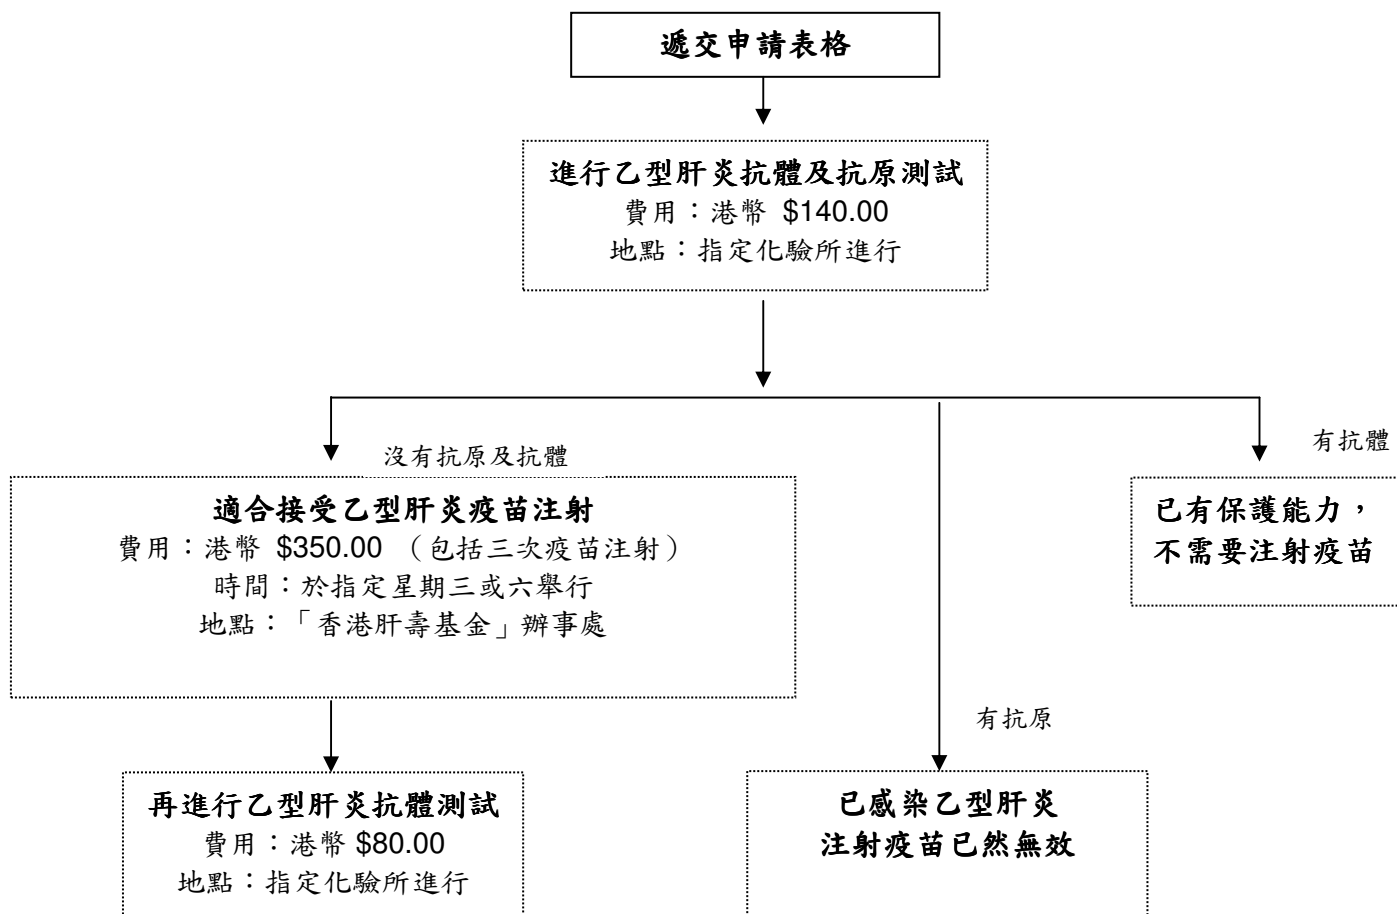 遞交申請表格
進行乙型肝炎抗體及抗原測試
費用：港幣 $140.00
地點：指定化驗所進行
沒有抗原及抗體
有抗體
適合接受乙型肝炎疫苗注射
費用：港幣 $350.00 （包括三次疫苗注射）
時間：於指定星期三或六舉行
地點：「香港肝壽基金」辦事處
已有保護能力，
不需要注射疫苗
有抗原
再進行乙型肝炎抗體測試
費用：港幣 $80.00
地點：指定化驗所進行
已感染乙型肝炎
注射疫苗已然無效